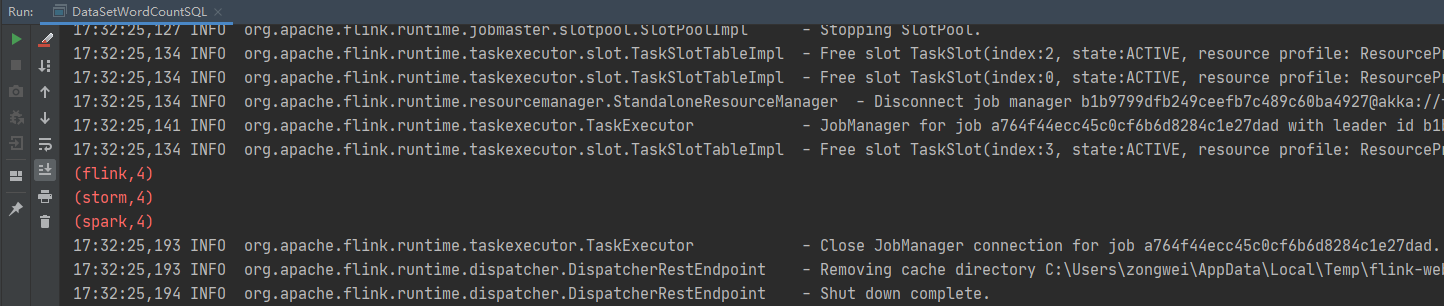 Run: DataSetWordCountSQL
17:32:25,127 INFO org.apache.flink.runtime.jobmaster.slotpool.SlotPoolImpl - Stopping SlotPool.
17:32:25,134 INFO org.apache.flink.runtime.taskexecutor.slot.TaskSlotTableImpl - Free slot TaskSlot(index:2, state:ACTIVE, resource profile: ResourcePr
17:32:25,134 INFO org.apache.flink.runtime.taskexecutor.slot.TaskSlotTableImpl - Free slot TaskSlot(index:0, state:ACTIVE, resource profile: ResourcePr
17:32:25,134 INFO org.apache.flink.runtime.resourcemanager.StandaloneResourceManager - Disconnect job manager b1b9799dfb249ceefb7c489c60ba4927@akka://
17:32:25,141 INFO org.apache.flink.runtime.taskexecutor.TaskExecutor - JobManager for job a764f44ecc45c0cf6b6d8284c1e27dad with leader id b1b
17:32:25,134 INFO org.apache.flink.runtime.taskexecutor.slot.TaskSlotTableImpl - Free slot TaskSlot(index:3, state:ACTIVE, resource profile: ResourcePr
(flink,4)
(storm,4)
(spark,4)
17:32:25,193 INFO org.apache.flink.runtime.taskexecutor.TaskExecutor - Close JobManager connection for job a764f44ecc45c0cf6b6d8284c1e27dad.
17:32:25,193 INFO org.apache.flink.runtime.dispatcher.DispatcherRestEndpoint - Removing cache directory C:\Users\zongwei\AppData\Local\Temp\flink-we
17:32:25,194 INFO org.apache.flink.runtime.dispatcher.DispatcherRestEndpoint - Shut down complete.